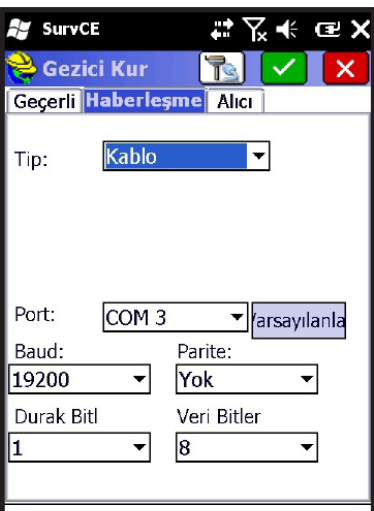 SurvCE
Gezici Kur
Geçerli Haberleşme Alıcı
Tip: Kablo
Port: COM 3 arsayılanla
Baud: Parite:
19200 Yok
Durak Bitl Veri Bitler
1 8